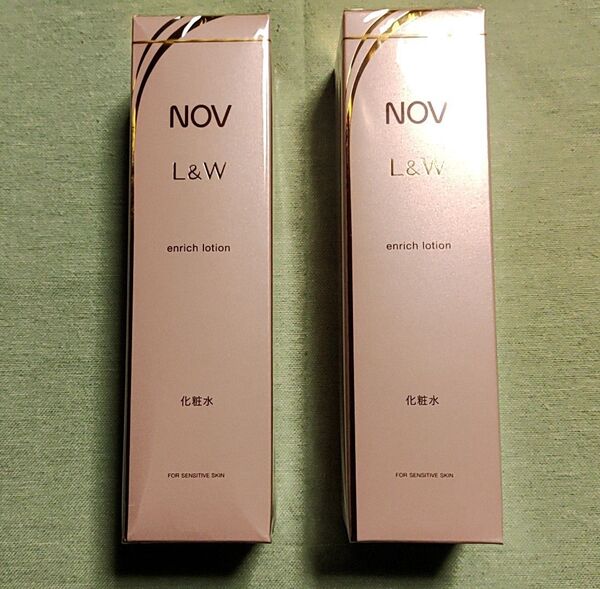 NOV
L&W
enrich lotion
化粧水
FOR SENSITIVE SKIN
NOV
L&W
enrich lotion
化粧水
FOR SENSITIVE SKIN